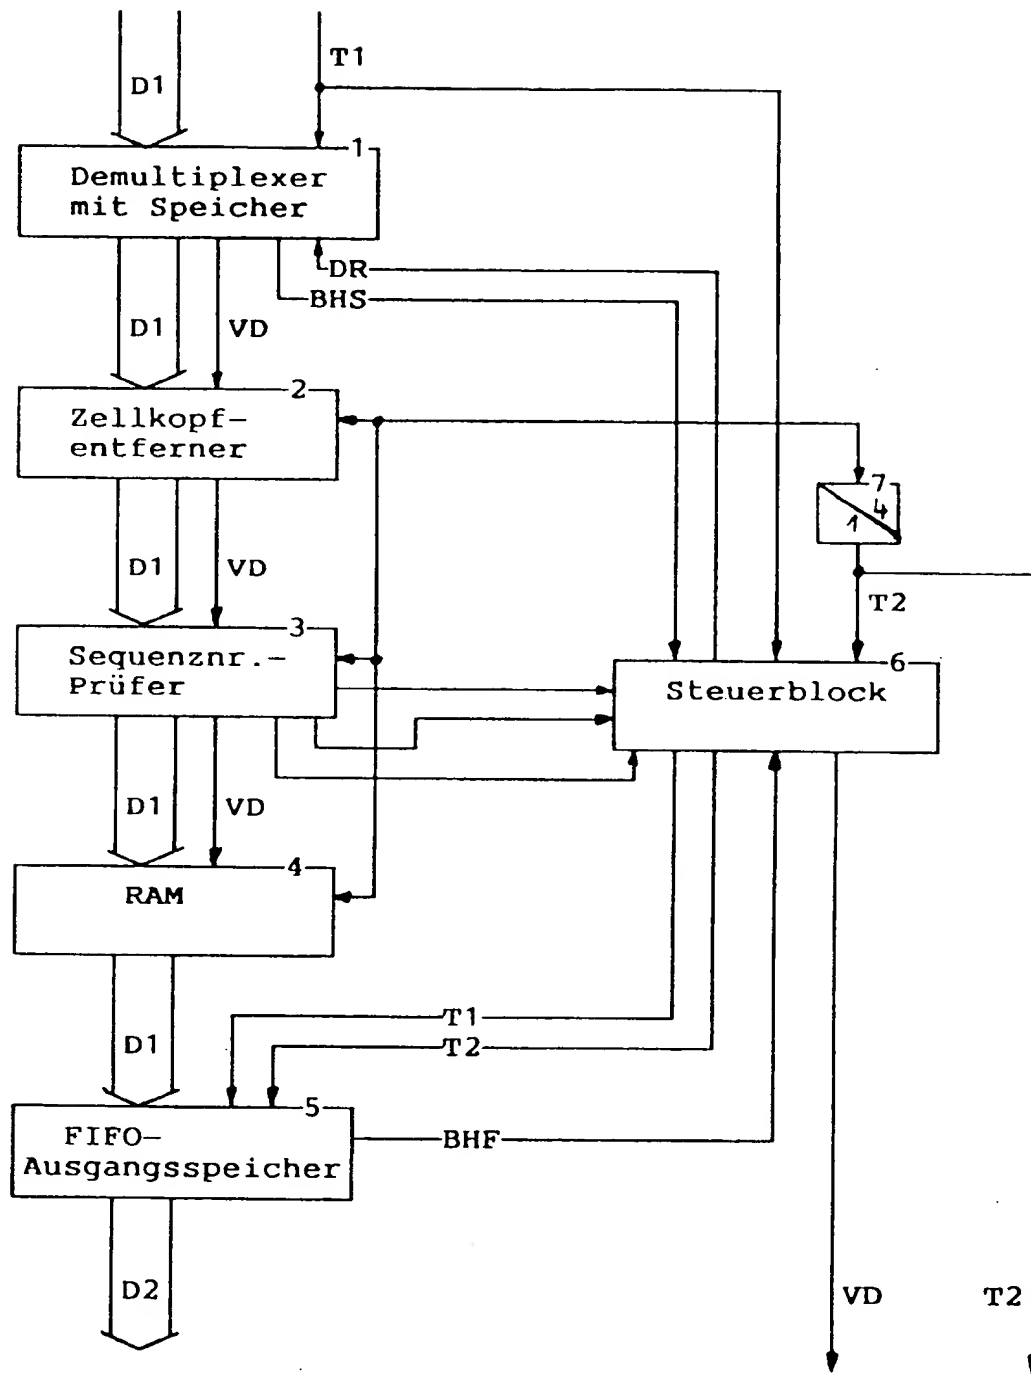 T1
D1
1
Demultiplexer
mit Speicher
DR
BHS
D1
VD
2
Zellkopf-
entferner
7
1 4
D1
VD
T2
3
Sequenznr.-
Prüfer
6
Steuerblock
D1
VD
4
RAM
T1
D1
T2
5
FIFO-
Ausgangsspeicher
BHF
D2
VD
T2